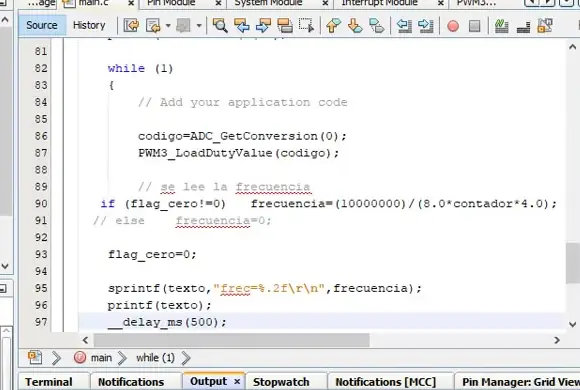 ...age
main.c
Pin Module
System Module
Interrupt Module
PWM3...
Source
History
81
82 while (1)
83 {
84 // Add your application code
85
86 codigo=ADC_GetConversion(0);
87 PWM3_LoadDutyValue(codigo);
88
89 // se lee la frecuencia
90 if (flag_cero!=0) frecuencia=(10000000)/(8.0*contador*4.0);
91 // else frecuencia=0;
92
93 flag_cero=0;
94
95 sprintf(texto,"frec=%.2f\r\n",frecuencia);
96 printf(texto);
97 __delay_ms(500);
main
while (1)
Terminal
Notifications
Output
Stopwatch
Notifications [MCC]
Pin Manager: Grid View